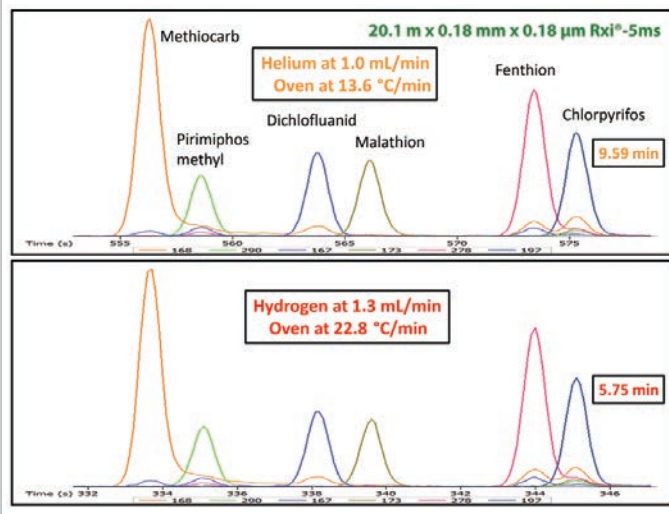 20.1 m x 0.18 mm x 0.18 µm Rxi®-5ms
Methiocarb
Helium at 1.0 mL/min
Oven at 13.6 °C/min
Fenthion
Pirimiphos
methyl
Dichlofluanid
Malathion
Chlorpyrifos
9.59 min
Time (s) 555 560 565 570 575
168 290 167 173 278 197
Hydrogen at 1.3 mL/min
Oven at 22.8 °C/min
5.75 min
Time (s) 332 334 336 338 340 342 344 346
168 290 167 173 278 197